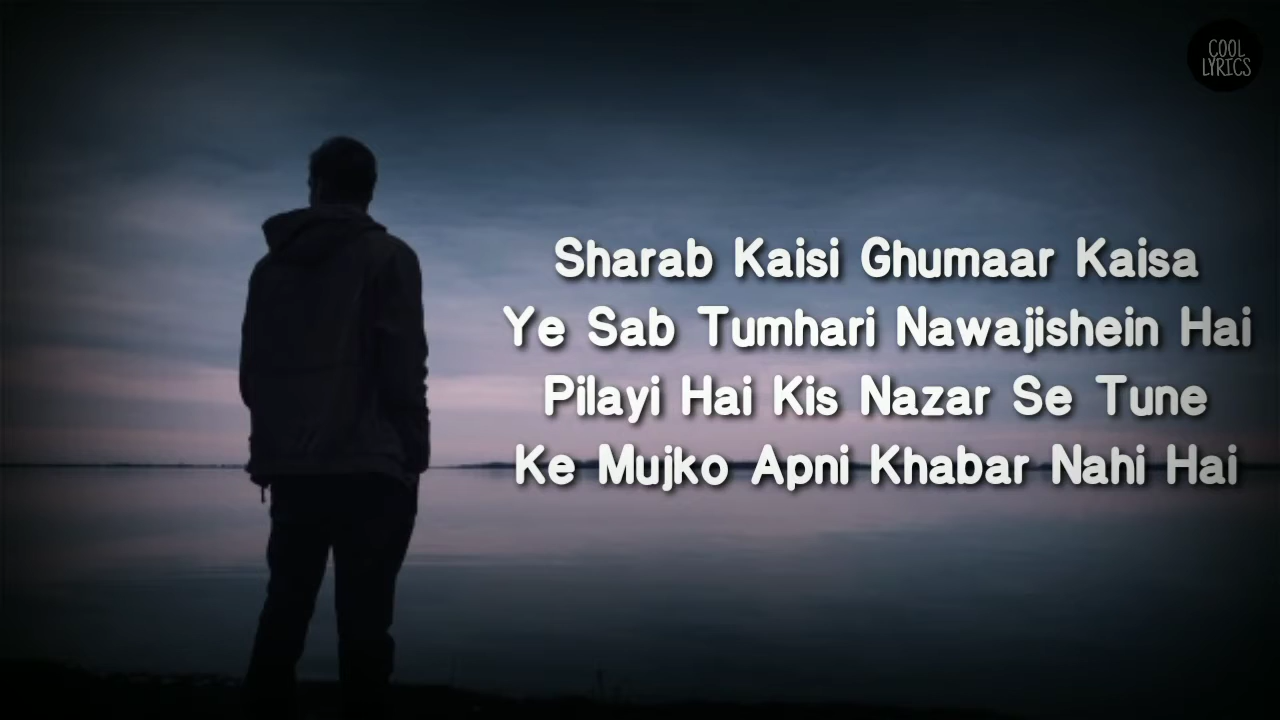 COOL
LYRICS
Sharab Kaisi Ghumaar Kaisa
Ye Sab Tumhari Nawajishein Hai
Pilayi Hai Kis Nazar Se Tune
Ke Mujko Apni Khabar Nahi Hai